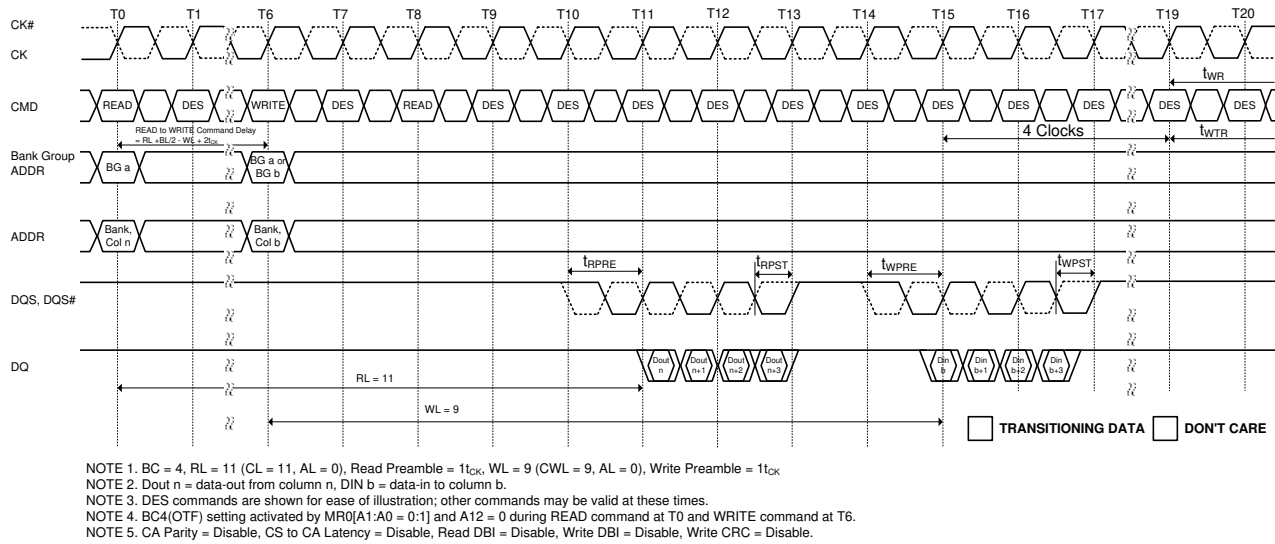 T0 T1 T6 T7 T8 T9 T10 T11 T12 T13 T14 T15 T16 T17 T19 T20
CK#
CK
tWR
CMD READ DES WRITE DES READ DES DES DES DES DES DES DES DES DES DES DES
READ to WRITE Command Delay
= RL +BL/2 - WL + 2tCK
4 Clocks tWTR
Bank Group
ADDR
BG a
BG a or
BG b
ADDR
Bank,
Col n
Bank,
Col b
tRPRE tRPST tWPRE tWPST
DQS, DQS#
DQ
Dout
n
Dout
n+1
Dout
n+2
Dout
n+3
Din
b
Din
b+1
Din
b+2
Din
b+3
RL = 11
WL = 9
TRANSITIONING DATA DON'T CARE
NOTE 1. BC = 4, RL = 11 (CL = 11, AL = 0), Read Preamble = 1tCK, WL = 9 (CWL = 9, AL = 0), Write Preamble = 1tCK
NOTE 2. Dout n = data-out from column n, DIN b = data-in to column b.
NOTE 3. DES commands are shown for ease of illustration; other commands may be valid at these times.
NOTE 4. BC4(OTF) setting activated by MR0[A1:A0 = 0:1] and A12 = 0 during READ command at T0 and WRITE command at T6.
NOTE 5. CA Parity = Disable, CS to CA Latency = Disable, Read DBI = Disable, Write DBI = Disable, Write CRC = Disable.